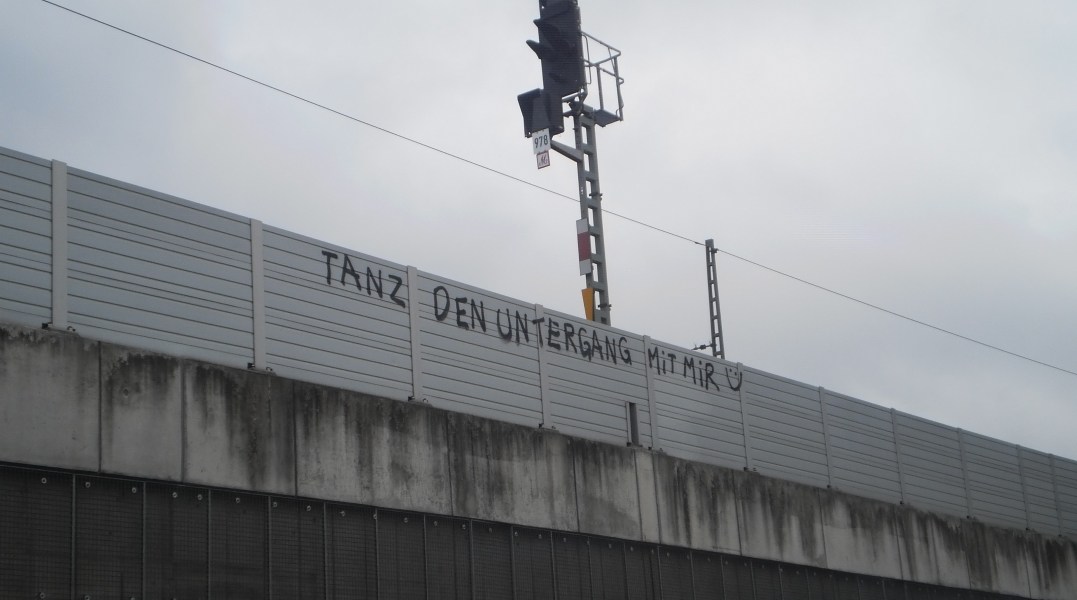 978
TANZ DEN UNTERGANG MiT MiR Ü